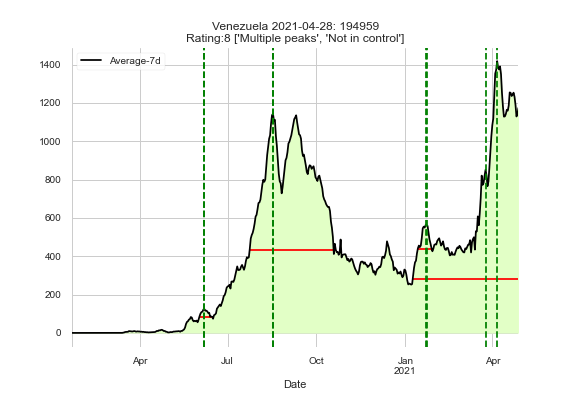 Venezuela 2021-04-28: 194959
Rating:8 ['Multiple peaks', 'Not in control']
Average-7d
1400
1200
1000
800
600
400
200
0
Apr
Jul
Oct
Jan
2021
Apr
Date